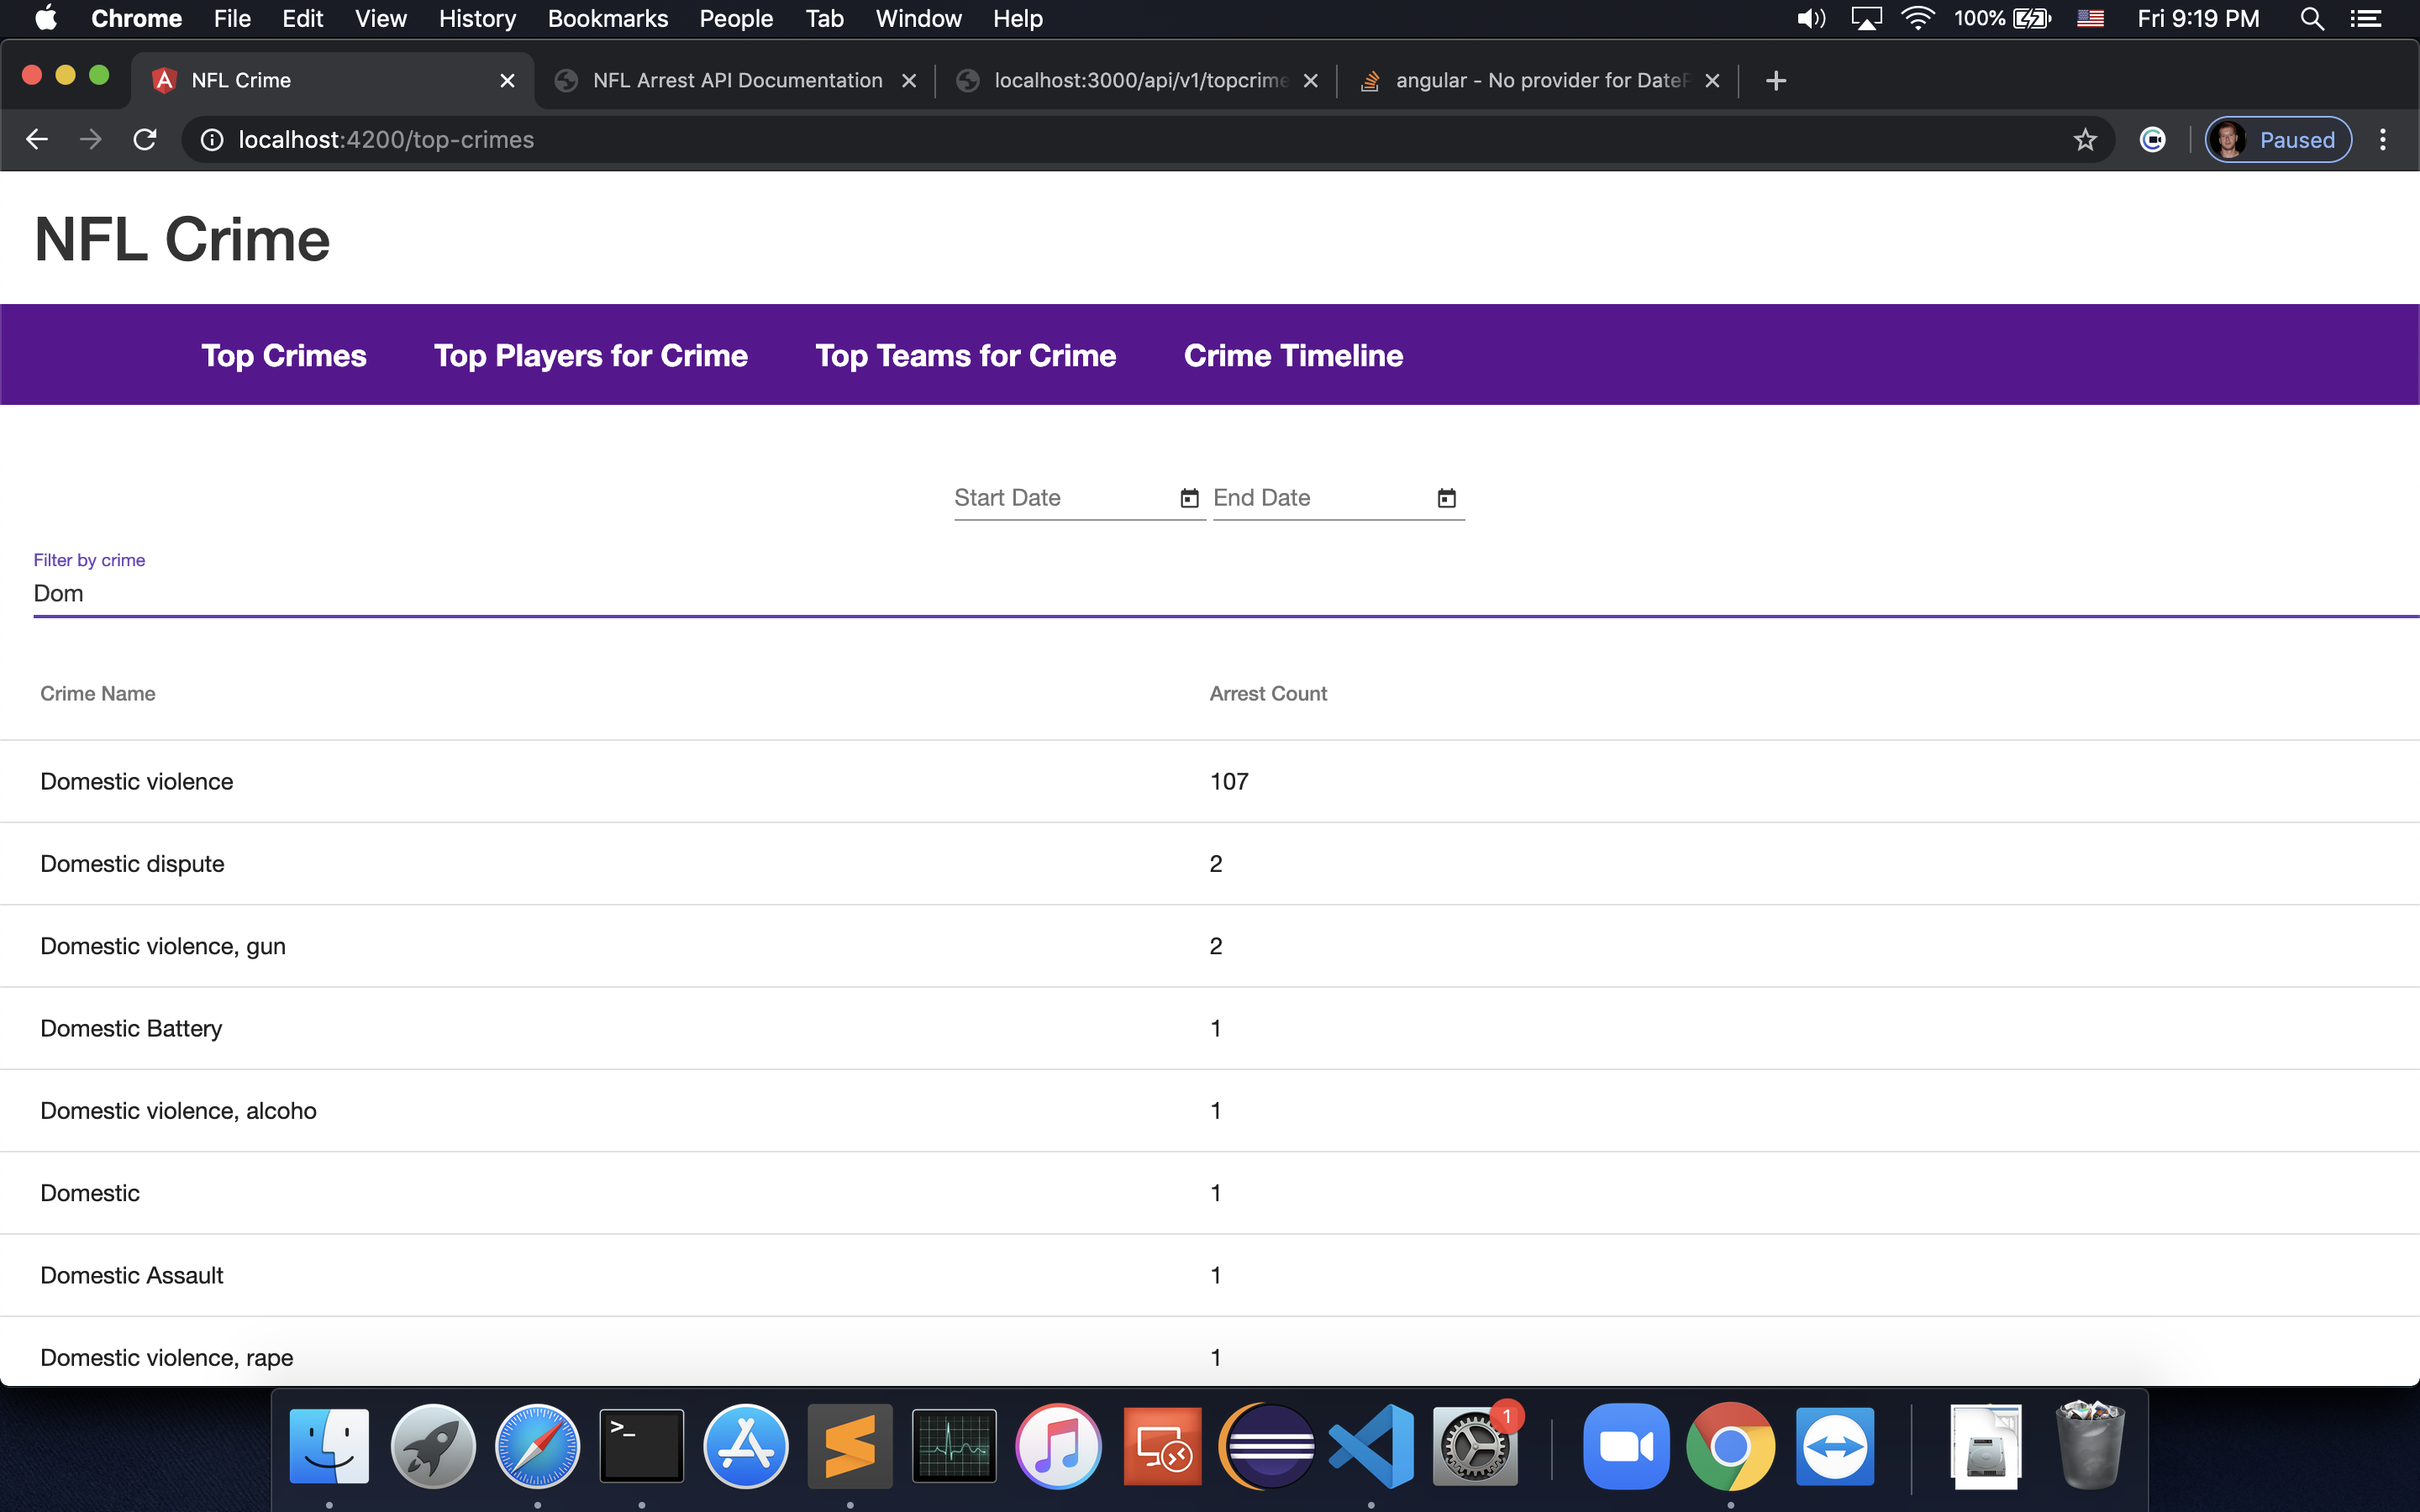 Chrome File Edit View History Bookmarks People Tab Window Help 100% Fri 9:19 PM
NFL Crime NFL Arrest API Documentation localhost:3000/api/v1/topcrime angular - No provider for DateP
localhost:4200/top-crimes Paused
NFL Crime
Top Crimes Top Players for Crime Top Teams for Crime Crime Timeline
Start Date End Date
Filter by crime
Dom
Crime Name Arrest Count
Domestic violence 107
Domestic dispute 2
Domestic violence, gun 2
Domestic Battery 1
Domestic violence, alcoho 1
Domestic 1
Domestic Assault 1
Domestic violence, rape 1
>_ 1